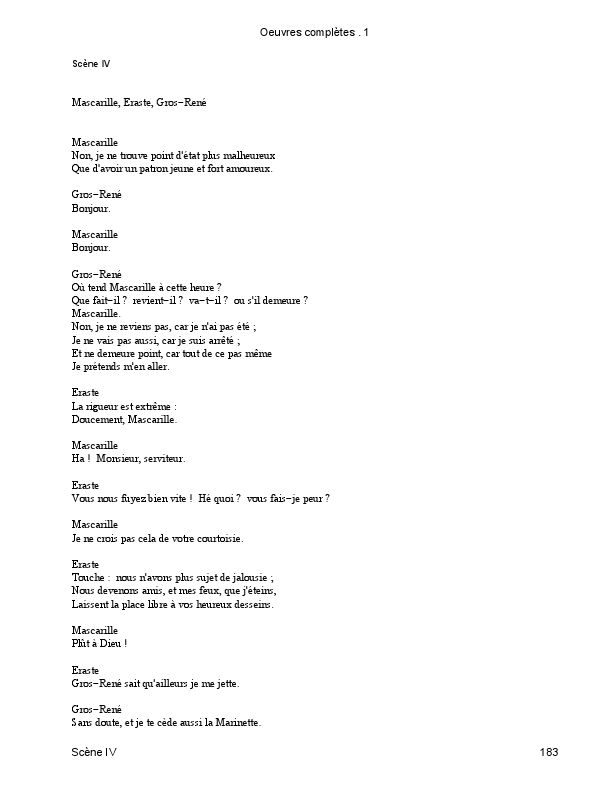 Oeuvres complètes . 1
Scène IV
Mascarille, Eraste, Gros−René
Mascarille
Non, je ne trouve point d'état plus malheureux
Que d'avoir un patron jeune et fort amoureux.
Gros−René
Bonjour.
Mascarille
Bonjour.
Gros−René
Où tend Mascarille à cette heure ?
Que fait−il ? revient−il ? va−t−il ? ou s'il demeure ?
Mascarille.
Non, je ne reviens pas, car je n'ai pas été ;
Je ne vais pas aussi, car je suis arrêté ;
Et ne demeure point, car tout de ce pas même
Je prétends m'en aller.
Eraste
La rigueur est extrême :
Doucement, Mascarille.
Mascarille
Ha ! Monsieur, serviteur.
Eraste
Vous nous fuyez bien vite ! Hé quoi ? vous fais−je peur ?
Mascarille
Je ne crois pas cela de votre courtoisie.
Eraste
Touche : nous n'avons plus sujet de jalousie ;
Nous devenons amis, et mes feux, que j'éteins,
Laissent la place libre à vos heureux desseins.
Mascarille
Plût à Dieu !
Eraste
Gros−René sait qu'ailleurs je me jette.
Gros−René
Sans doute, et je te cède aussi la Marinette.
Scène IV 183